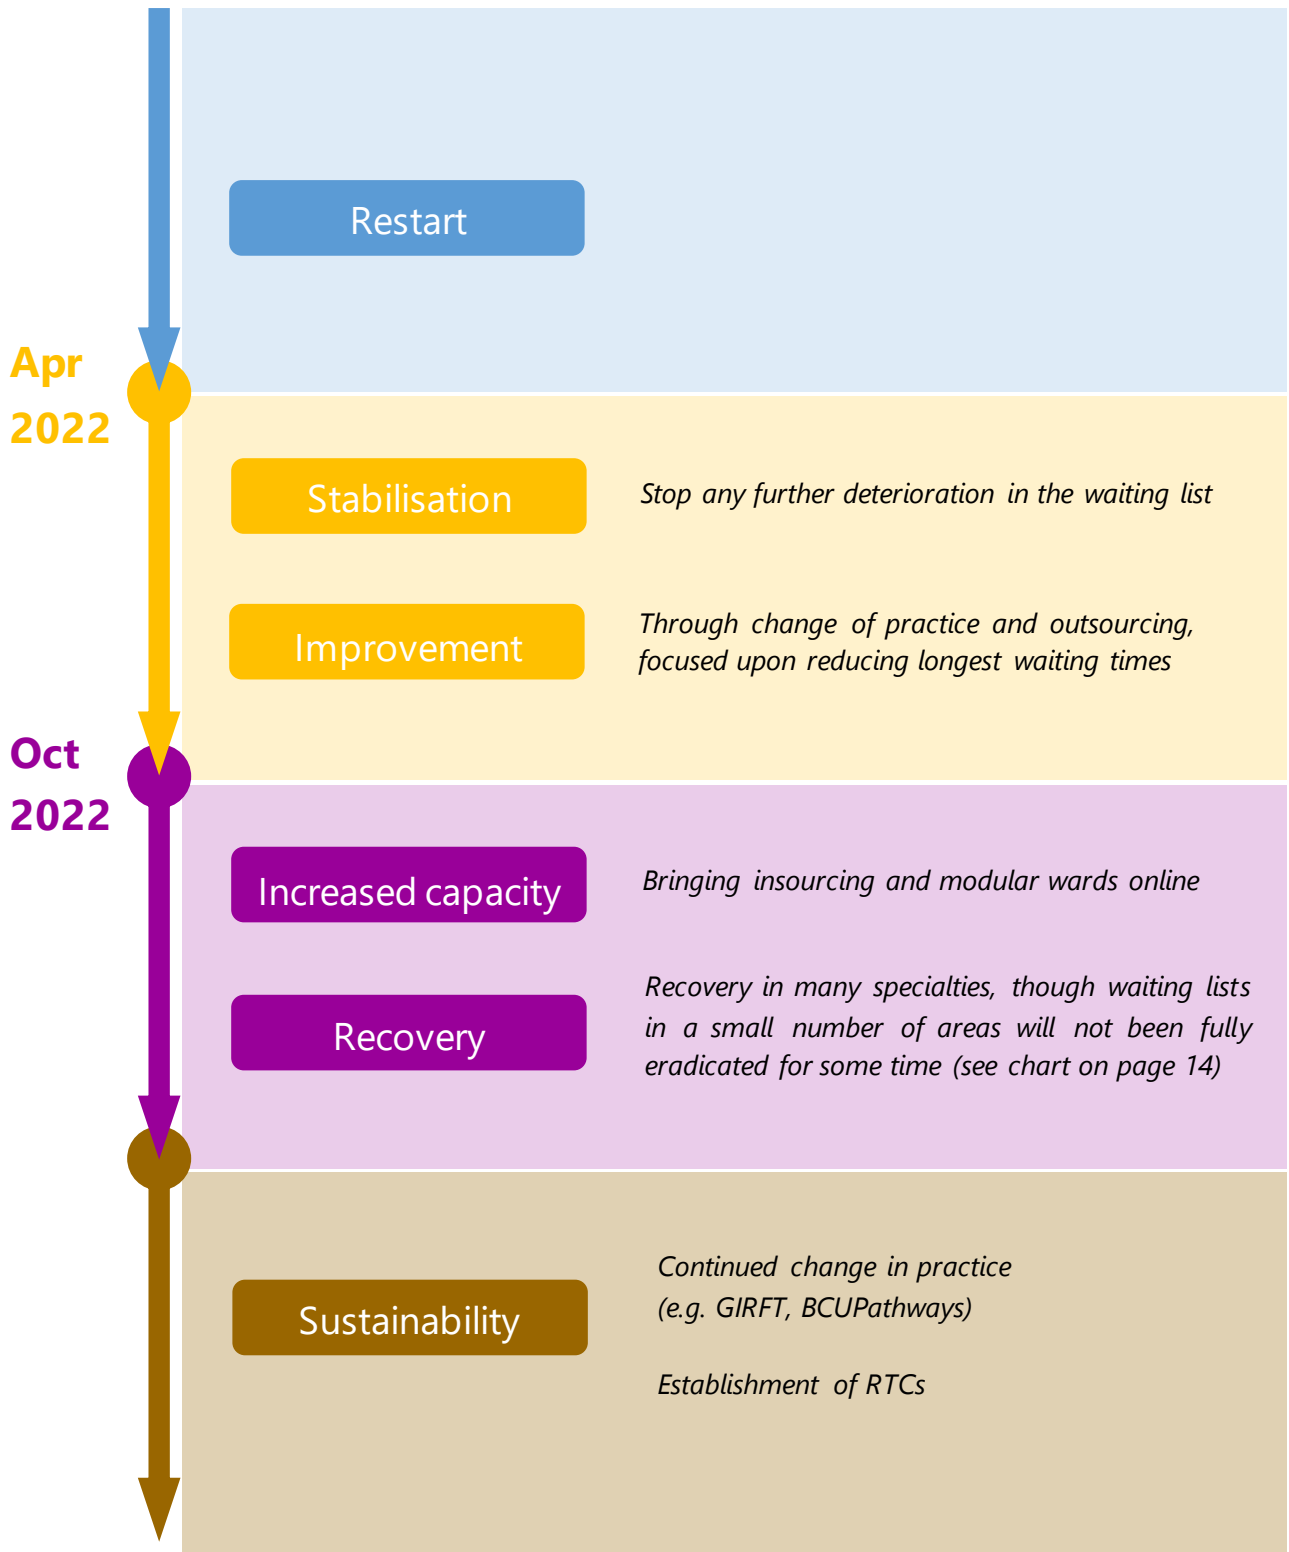 Restart
Apr
2022
Stabilisation
Stop any further deterioration in the waiting list
Improvement
Through change of practice and outsourcing,
focused upon reducing longest waiting times
Oct
2022
Increased capacity
Bringing insourcing and modular wards online
Recovery
Recovery in many specialties, though waiting lists
in a small number of areas will not been fully
eradicated for some time (see chart on page 14)
Sustainability
Continued change in practice
(e.g. GIRFT, BCUPathways)
Establishment of RTCs